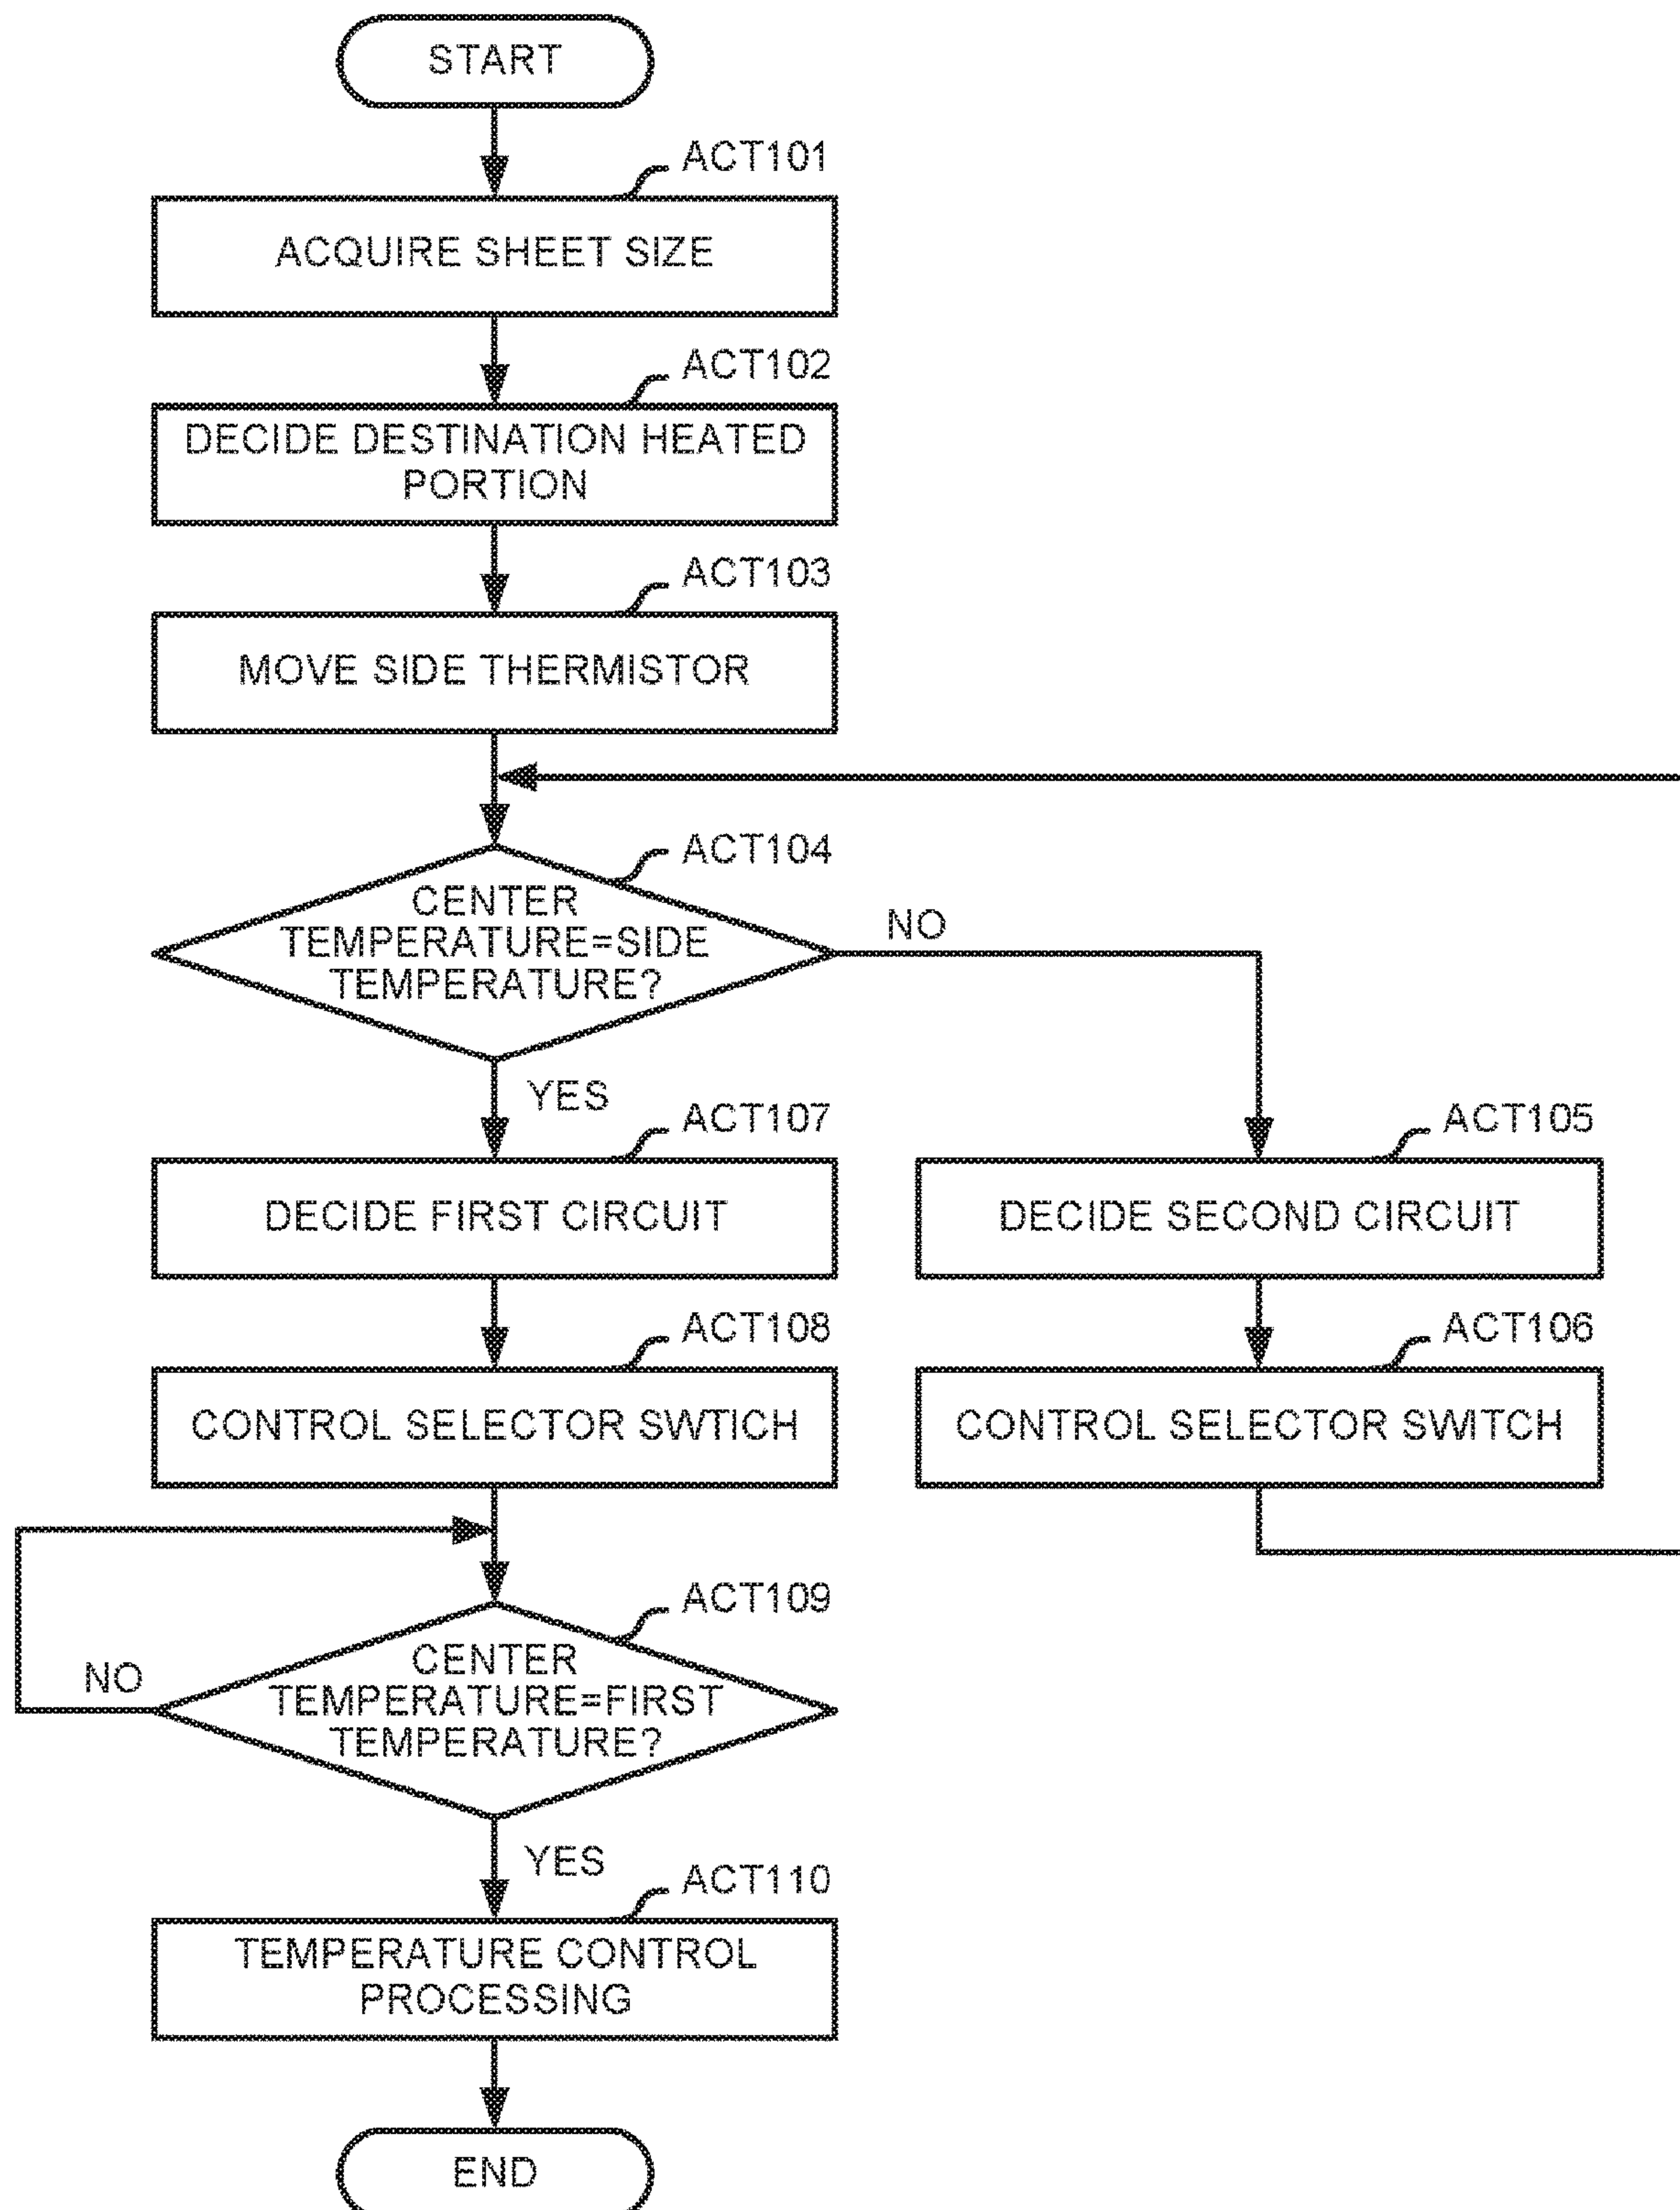 START
ACT101
ACQUIRE SHEET SIZE
ACT102
DECIDE DESTINATION HEATED
PORTION
ACT103
MOVE SIDE THERMISTOR
ACT104
CENTER
TEMPERATURE=SIDE
TEMPERATURE?
NO
YES
ACT107
DECIDE FIRST CIRCUIT
ACT105
DECIDE SECOND CIRCUIT
ACT108
CONTROL SELECTOR SWTICH
ACT106
CONTROL SELECTOR SWITCH
ACT109
CENTER
TEMPERATURE=FIRST
TEMPERATURE?
NO
YES
ACT110
TEMPERATURE CONTROL
PROCESSING
END